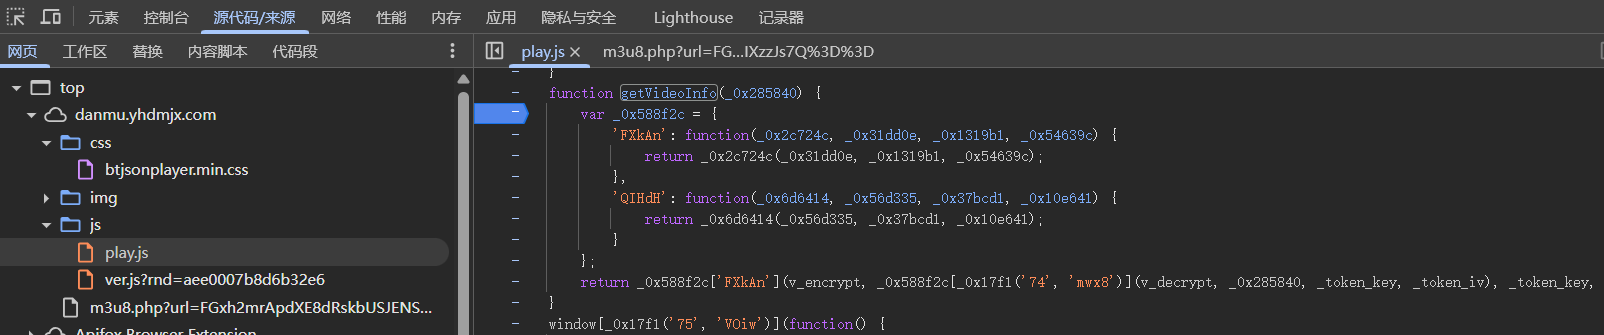 元素 控制台 源代码/来源 网络 性能 内存 应用 隐私与安全 Lighthouse 记录器
网页 工作区 替换 内容脚本 代码段
play.js × m3u8.php?url=FG...IXzzJs7Q%3D%3D
top
danmu.yhdmjx.com
css
btjsonplayer.min.css
img
js
play.js
ver.js?rnd=aee0007b8d6b32e6
m3u8.php?url=FGxh2mrApdXE8dRskbUSJENS...
Apifox Browser Extension
}
function getVideoInfo(_0x285840) {
var _0x588f2c = {
'FXkAn': function(_0x2c724c, _0x31dd0e, _0x1319b1, _0x54639c) {
return _0x2c724c(_0x31dd0e, _0x1319b1, _0x54639c);
},
'QIHdH': function(_0x6d6414, _0x56d335, _0x37bcd1, _0x10e641) {
return _0x6d6414(_0x56d335, _0x37bcd1, _0x10e641);
}
};
return _0x588f2c['FXkAn'](v_encrypt, _0x588f2c[_0x17f1('74', 'mwx8')](v_decrypt, _0x285840, _token_key, _token_iv), _token_key,
}
window[_0x17f1('75', 'VOiw')](function() {